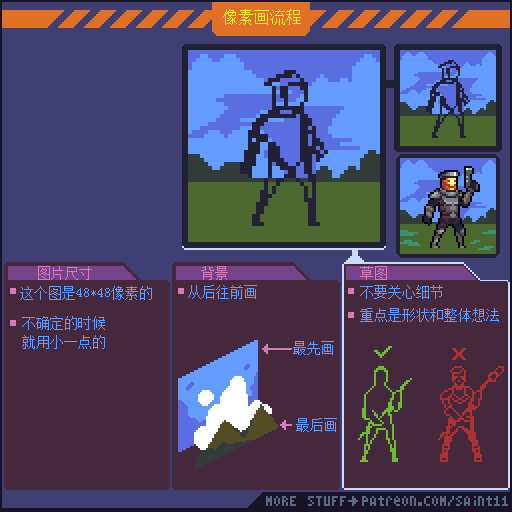 像素画流程
图片尺寸
这个图是48*48像素的
不确定的时候
就用小一点的
背景
从后往前画
最先画
最后画
草图
不要关心细节
重点是形状和整体想法
MORE STUFF→PATREON.COM/SAINT11